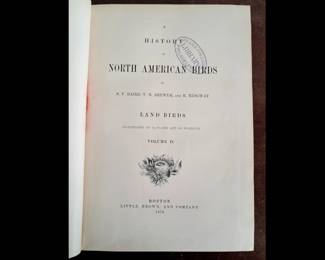 A
HISTORY
OF
NORTH AMERICAN BIRDS
BY
S. F. BAIRD, T. M. BREWER, AND R. RIDGWAY
LAND BIRDS
VOLUME II.
BOSTON
LITTLE, BROWN, AND COMPANY
1874